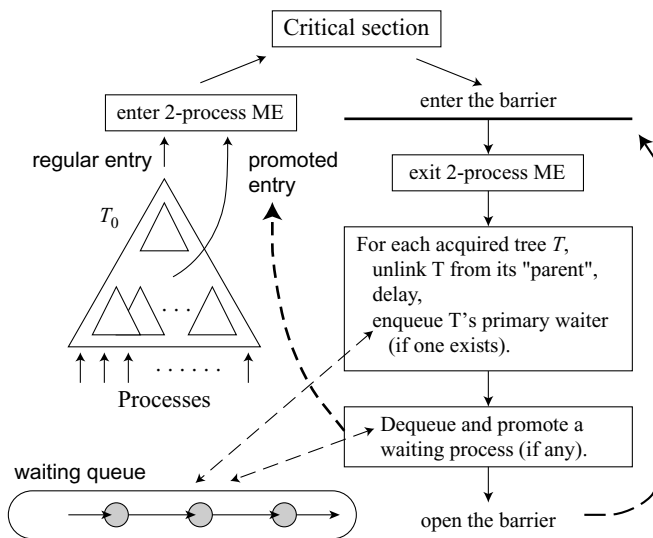 Critical section
enter 2-process ME
enter the barrier
regular entry
promoted
entry
exit 2-process ME
T0
For each acquired tree T,
unlink T from its "parent",
delay,
enqueue T's primary waiter
(if one exists).
. . .
. . . . . .
Processes
Dequeue and promote a
waiting process (if any).
waiting queue
open the barrier